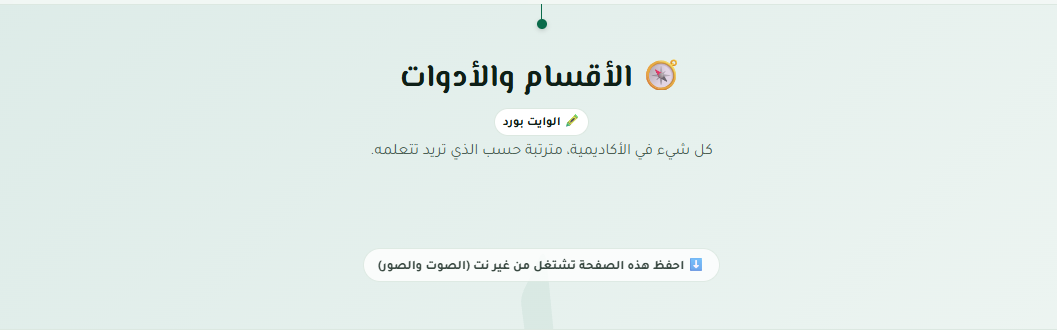 🧭 الأقسام والأدوات
✏️ الوايت بورد
كل شيء في الأكاديمية، مترتبة حسب الذي تريد تتعلمه.
⬇️ احفظ هذه الصفحة تشتغل من غير نت (الصوت والصور)